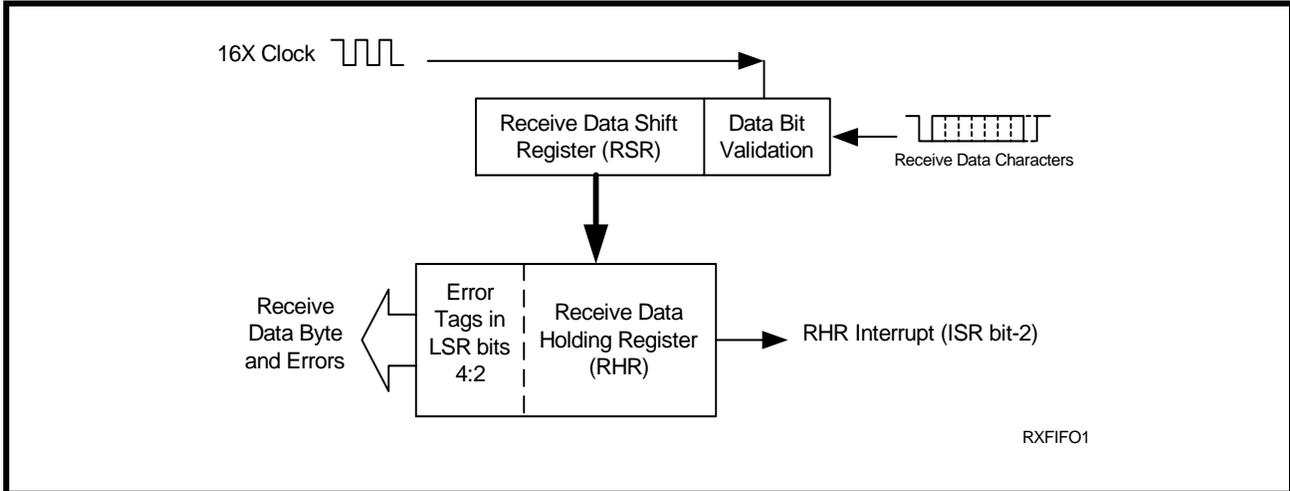 16X Clock
Receive Data Shift
Register (RSR)
Data Bit
Validation
Receive Data Characters
Receive
Data Byte
and Errors
Error
Tags in
LSR bits
4:2
Receive Data
Holding Register
(RHR)
RHR Interrupt (ISR bit-2)
RXFIFO1